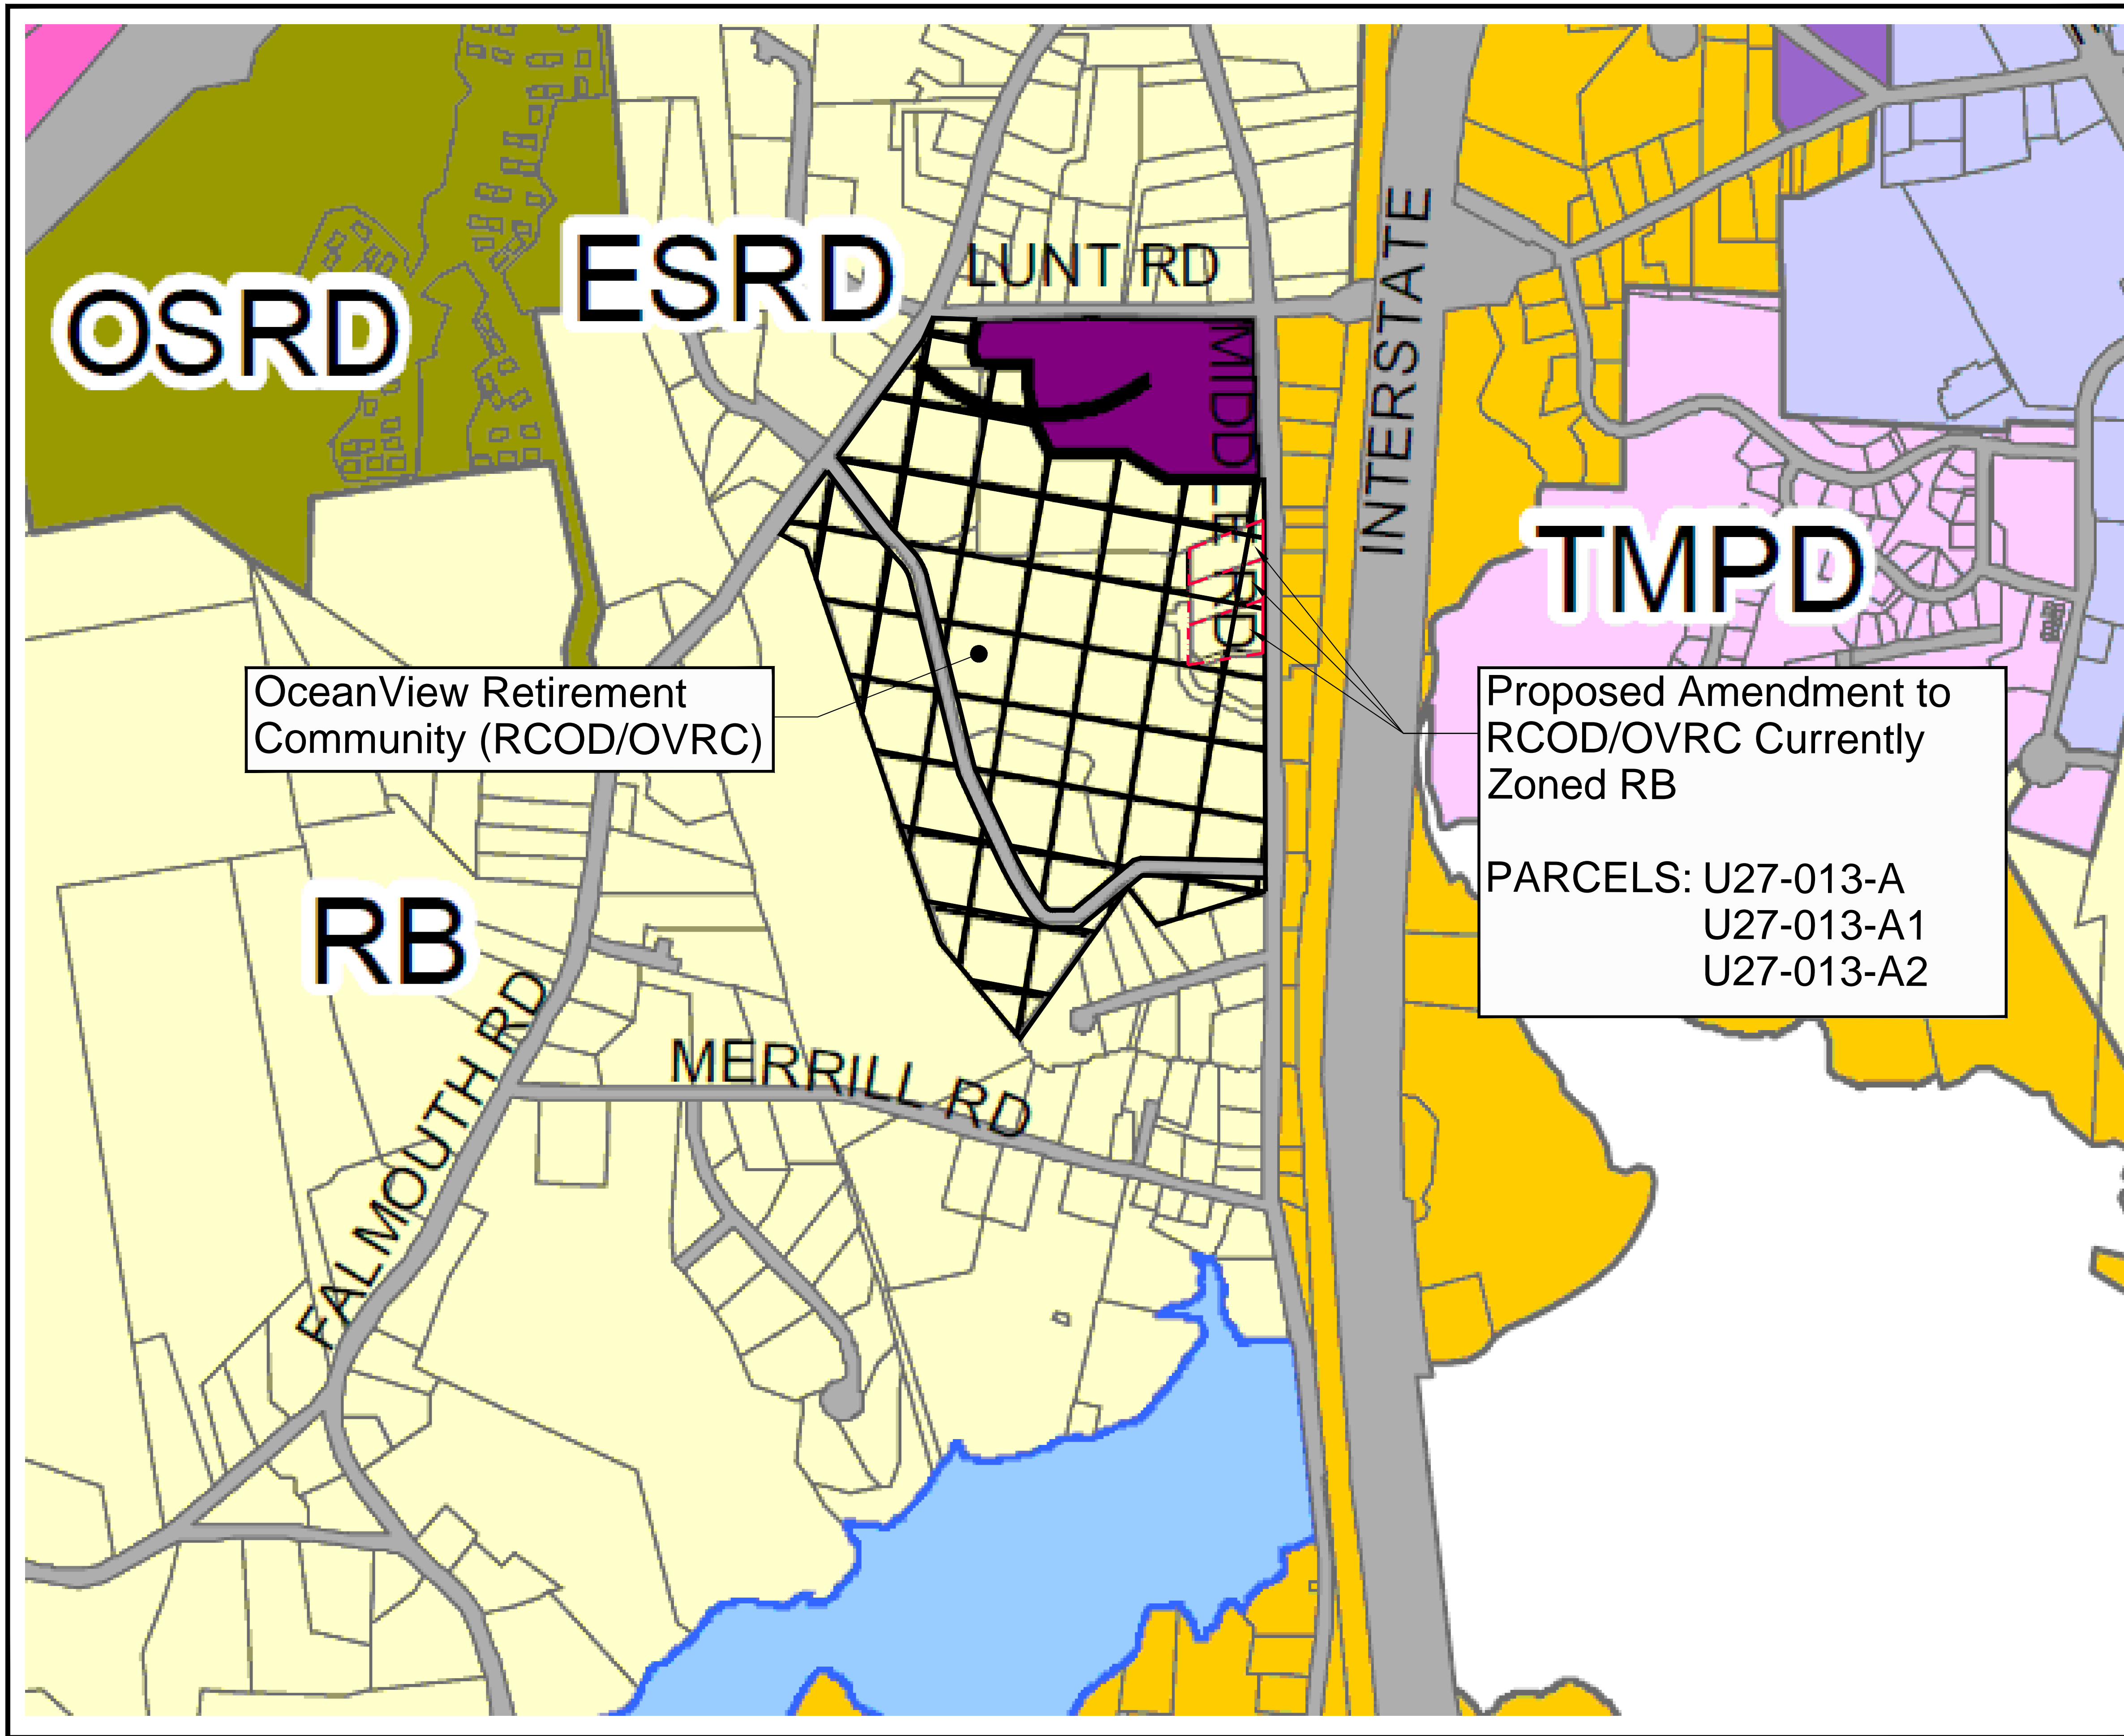 OSRD
ESRD
LUNT RD
INTERSTATE
MIDDLE RD
TMPD
OceanView Retirement
Community (RCOD/OVRC)
Proposed Amendment to
RCOD/OVRC Currently
Zoned RB
PARCELS: U27-013-A
U27-013-A1
U27-013-A2
RB
FALMOUTH RD
MERRILL RD